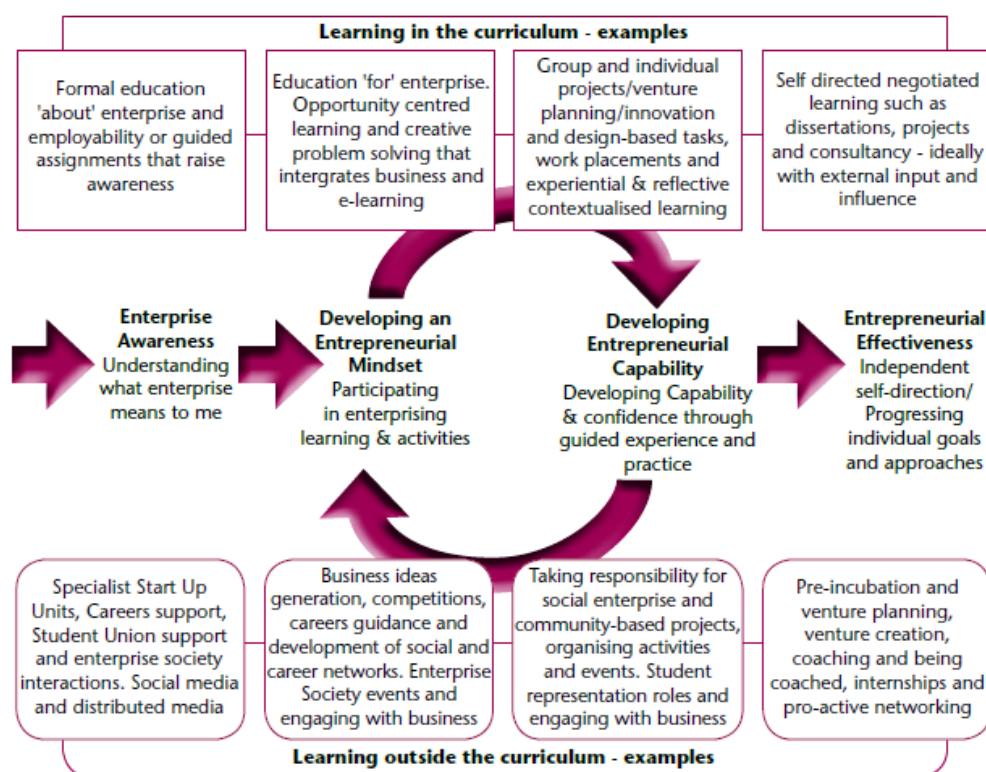 Learning in the curriculum - examples
Formal education
'about' enterprise and
employability or guided
assignments that raise
awareness
Education 'for' enterprise.
Opportunity centred
learning and creative
problem solving that
intergrates business and
e-learning
Group and individual
projects/venture
planning/innovation
and design-based tasks,
work placements and
experiential & reflective
contextualised learning
Self directed negotiated
learning such as
dissertations, projects
and consultancy - ideally
with external input and
influence
Enterprise
Awareness
Understanding
what enterprise
means to me
Developing an
Entrepreneurial
Mindset
Participating
in enterprising
learning & activities
Developing
Entrepreneurial
Capability
Developing Capability
& confidence through
guided experience and
practice
Entrepreneurial
Effectiveness
Independent
self-direction/
Progressing
individual goals
and approaches
Specialist Start Up
Units, Careers support,
Student Union support
and enterprise society
interactions. Social media
and distributed media
Business ideas
generation, competitions,
careers guidance and
development of social and
career networks. Enterprise
Society events and
engaging with business
Taking responsibility for
social enterprise and
community-based projects,
organising activities
and events. Student
representation roles and
engaging with business
Pre-incubation and
venture planning,
venture creation,
coaching and being
coached, internships and
pro-active networking
Learning outside the curriculum - examples